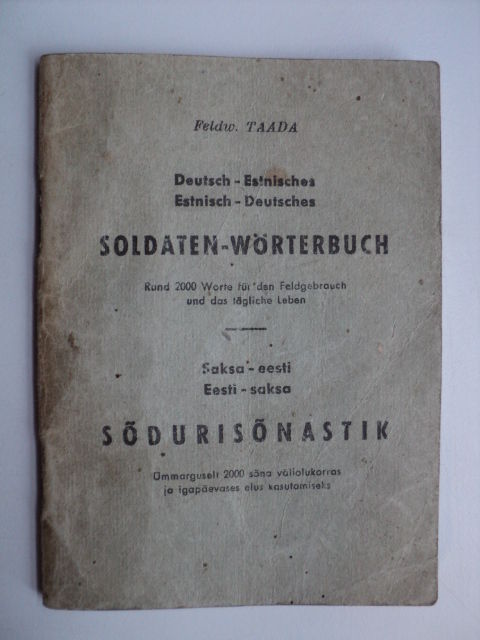 Feldw. TAADA
Deutsch - Estnisches
Estnisch - Deutsches
SOLDATEN-WÖRTERBUCH
Rund 2000 Worte für den Feldgebrauch
und das tägliche Leben
Saksa - eesti
Eesti - saksa
SÕDURISÕNASTIK
Ümmarguselt 2000 sõna väliolukorras
ja igapäevases elus kasutamiseks